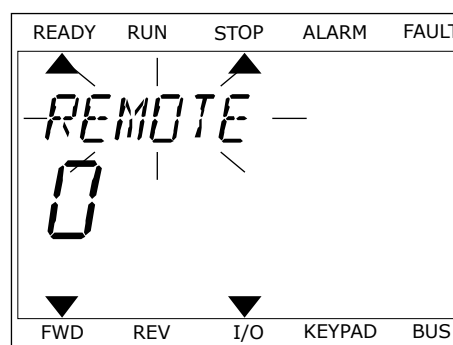 READY RUN STOP ALARM FAULT
REMOTE
0
FWD REV I/O KEYPAD BUS